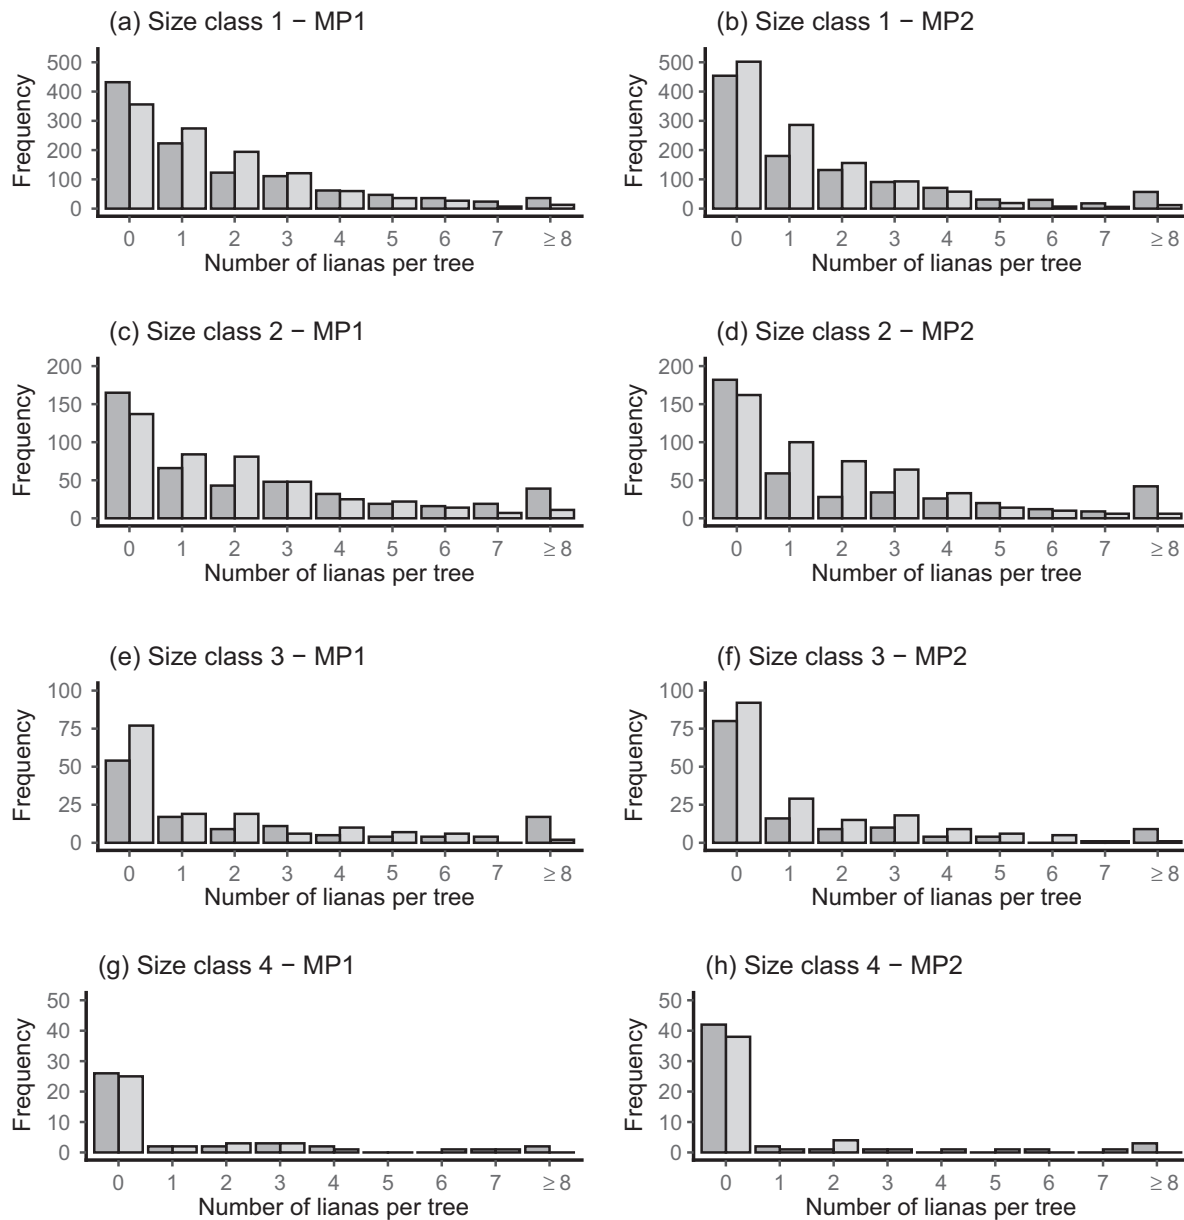 (a) Size class 1 − MP1
Frequency
500
400
300
200
100
0
0 1 2 3 4 5 6 7 ≥ 8
Number of lianas per tree
(b) Size class 1 − MP2
Frequency
500
400
300
200
100
0
0 1 2 3 4 5 6 7 ≥ 8
Number of lianas per tree
(c) Size class 2 − MP1
Frequency
200
150
100
50
0
0 1 2 3 4 5 6 7 ≥ 8
Number of lianas per tree
(d) Size class 2 − MP2
Frequency
200
150
100
50
0
0 1 2 3 4 5 6 7 ≥ 8
Number of lianas per tree
(e) Size class 3 − MP1
Frequency
100
75
50
25
0
0 1 2 3 4 5 6 7 ≥ 8
Number of lianas per tree
(f) Size class 3 − MP2
Frequency
100
75
50
25
0
0 1 2 3 4 5 6 7 ≥ 8
Number of lianas per tree
(g) Size class 4 − MP1
Frequency
50
40
30
20
10
0
0 1 2 3 4 5 6 7 ≥ 8
Number of lianas per tree
(h) Size class 4 − MP2
Frequency
50
40
30
20
10
0
0 1 2 3 4 5 6 7 ≥ 8
Number of lianas per tree